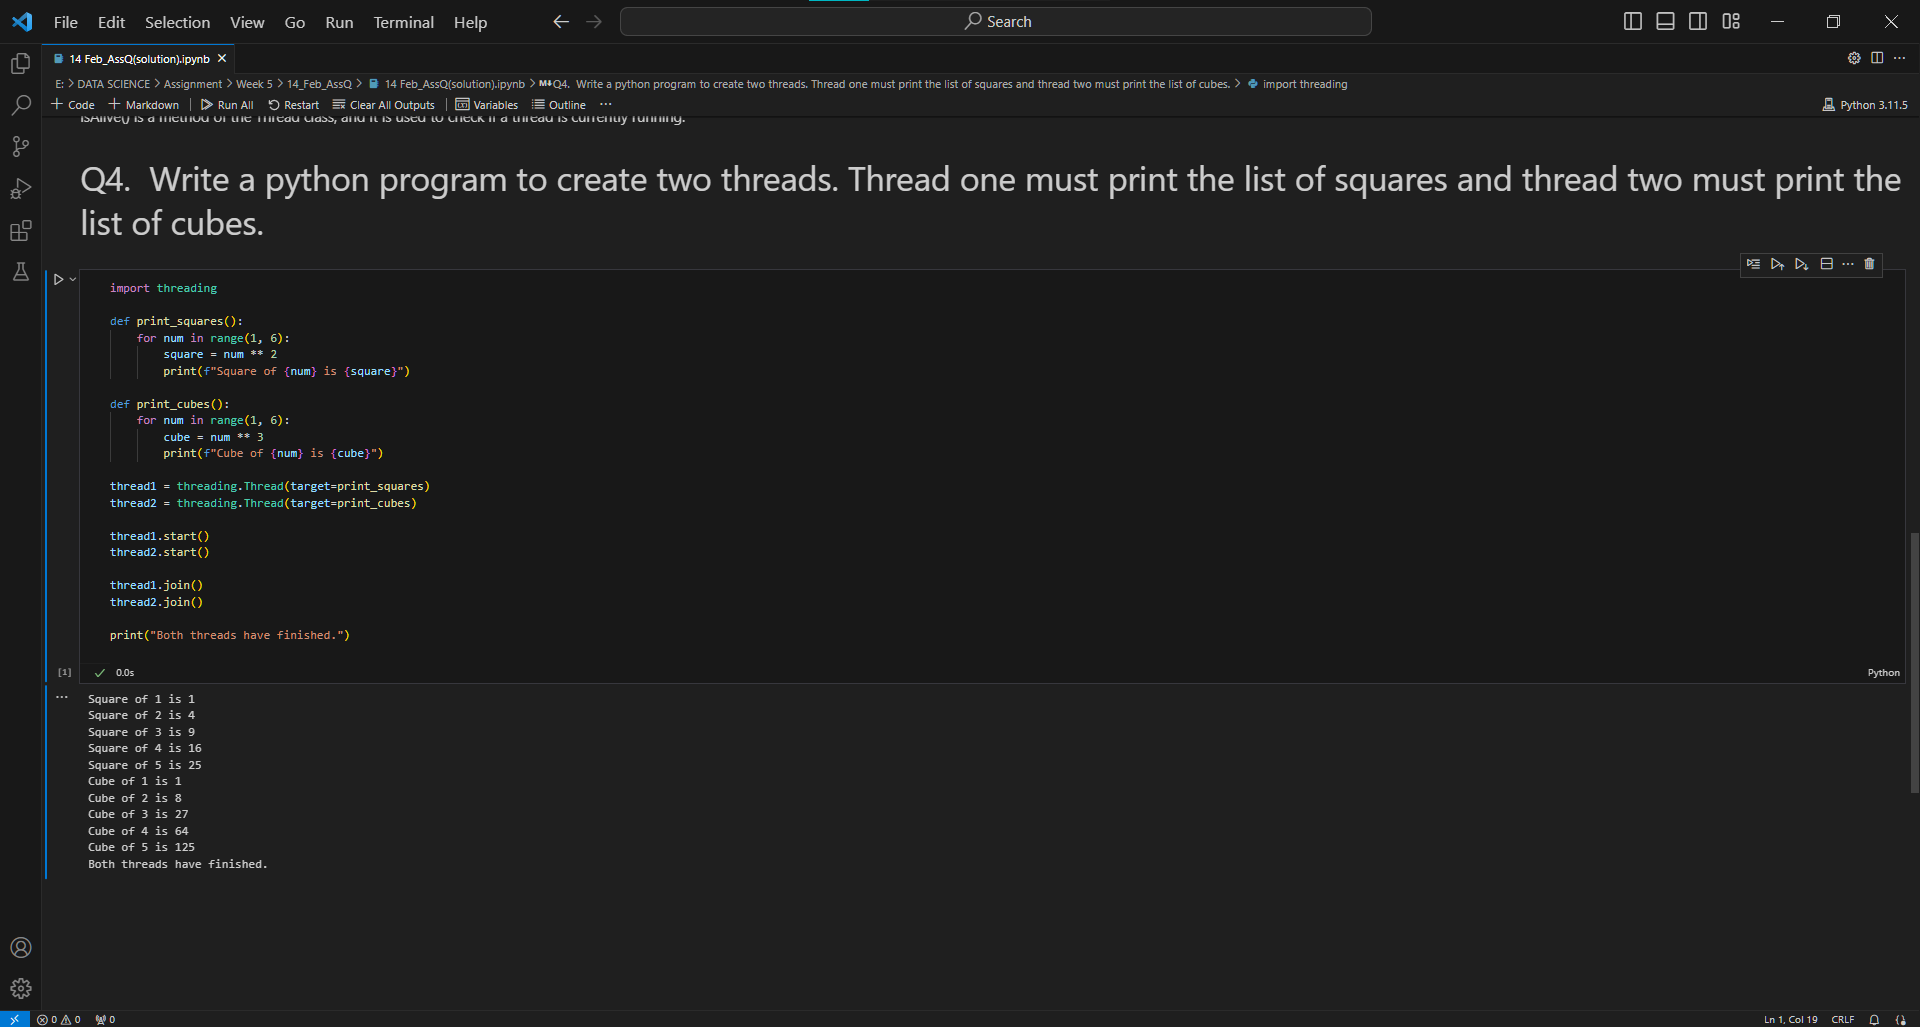 File Edit Selection View Go Run Terminal Help
Search
14 Feb_AssQ(solution).ipynb
E: > DATA SCIENCE > Assignment > Week 5 > 14_Feb_AssQ > 14 Feb_AssQ(solution).ipynb > M↓Q4. Write a python program to create two threads. Thread one must print the list of squares and thread two must print the list of cubes. > import threading
+ Code + Markdown | Run All Restart Clear All Outputs | Variables Outline ···
Python 3.11.5
isAlive() is a method of the Thread class, and it is used to check if a thread is currently running.
Q4. Write a python program to create two threads. Thread one must print the list of squares and thread two must print the
list of cubes.
import threading
def print_squares():
for num in range(1, 6):
square = num ** 2
print(f"Square of {num} is {square}")
def print_cubes():
for num in range(1, 6):
cube = num ** 3
print(f"Cube of {num} is {cube}")
thread1 = threading.Thread(target=print_squares)
thread2 = threading.Thread(target=print_cubes)
thread1.start()
thread2.start()
thread1.join()
thread2.join()
print("Both threads have finished.")
[1] 0.0s
Python
Square of 1 is 1
Square of 2 is 4
Square of 3 is 9
Square of 4 is 16
Square of 5 is 25
Cube of 1 is 1
Cube of 2 is 8
Cube of 3 is 27
Cube of 4 is 64
Cube of 5 is 125
Both threads have finished.
0 0 0
Ln 1, Col 19 CRLF